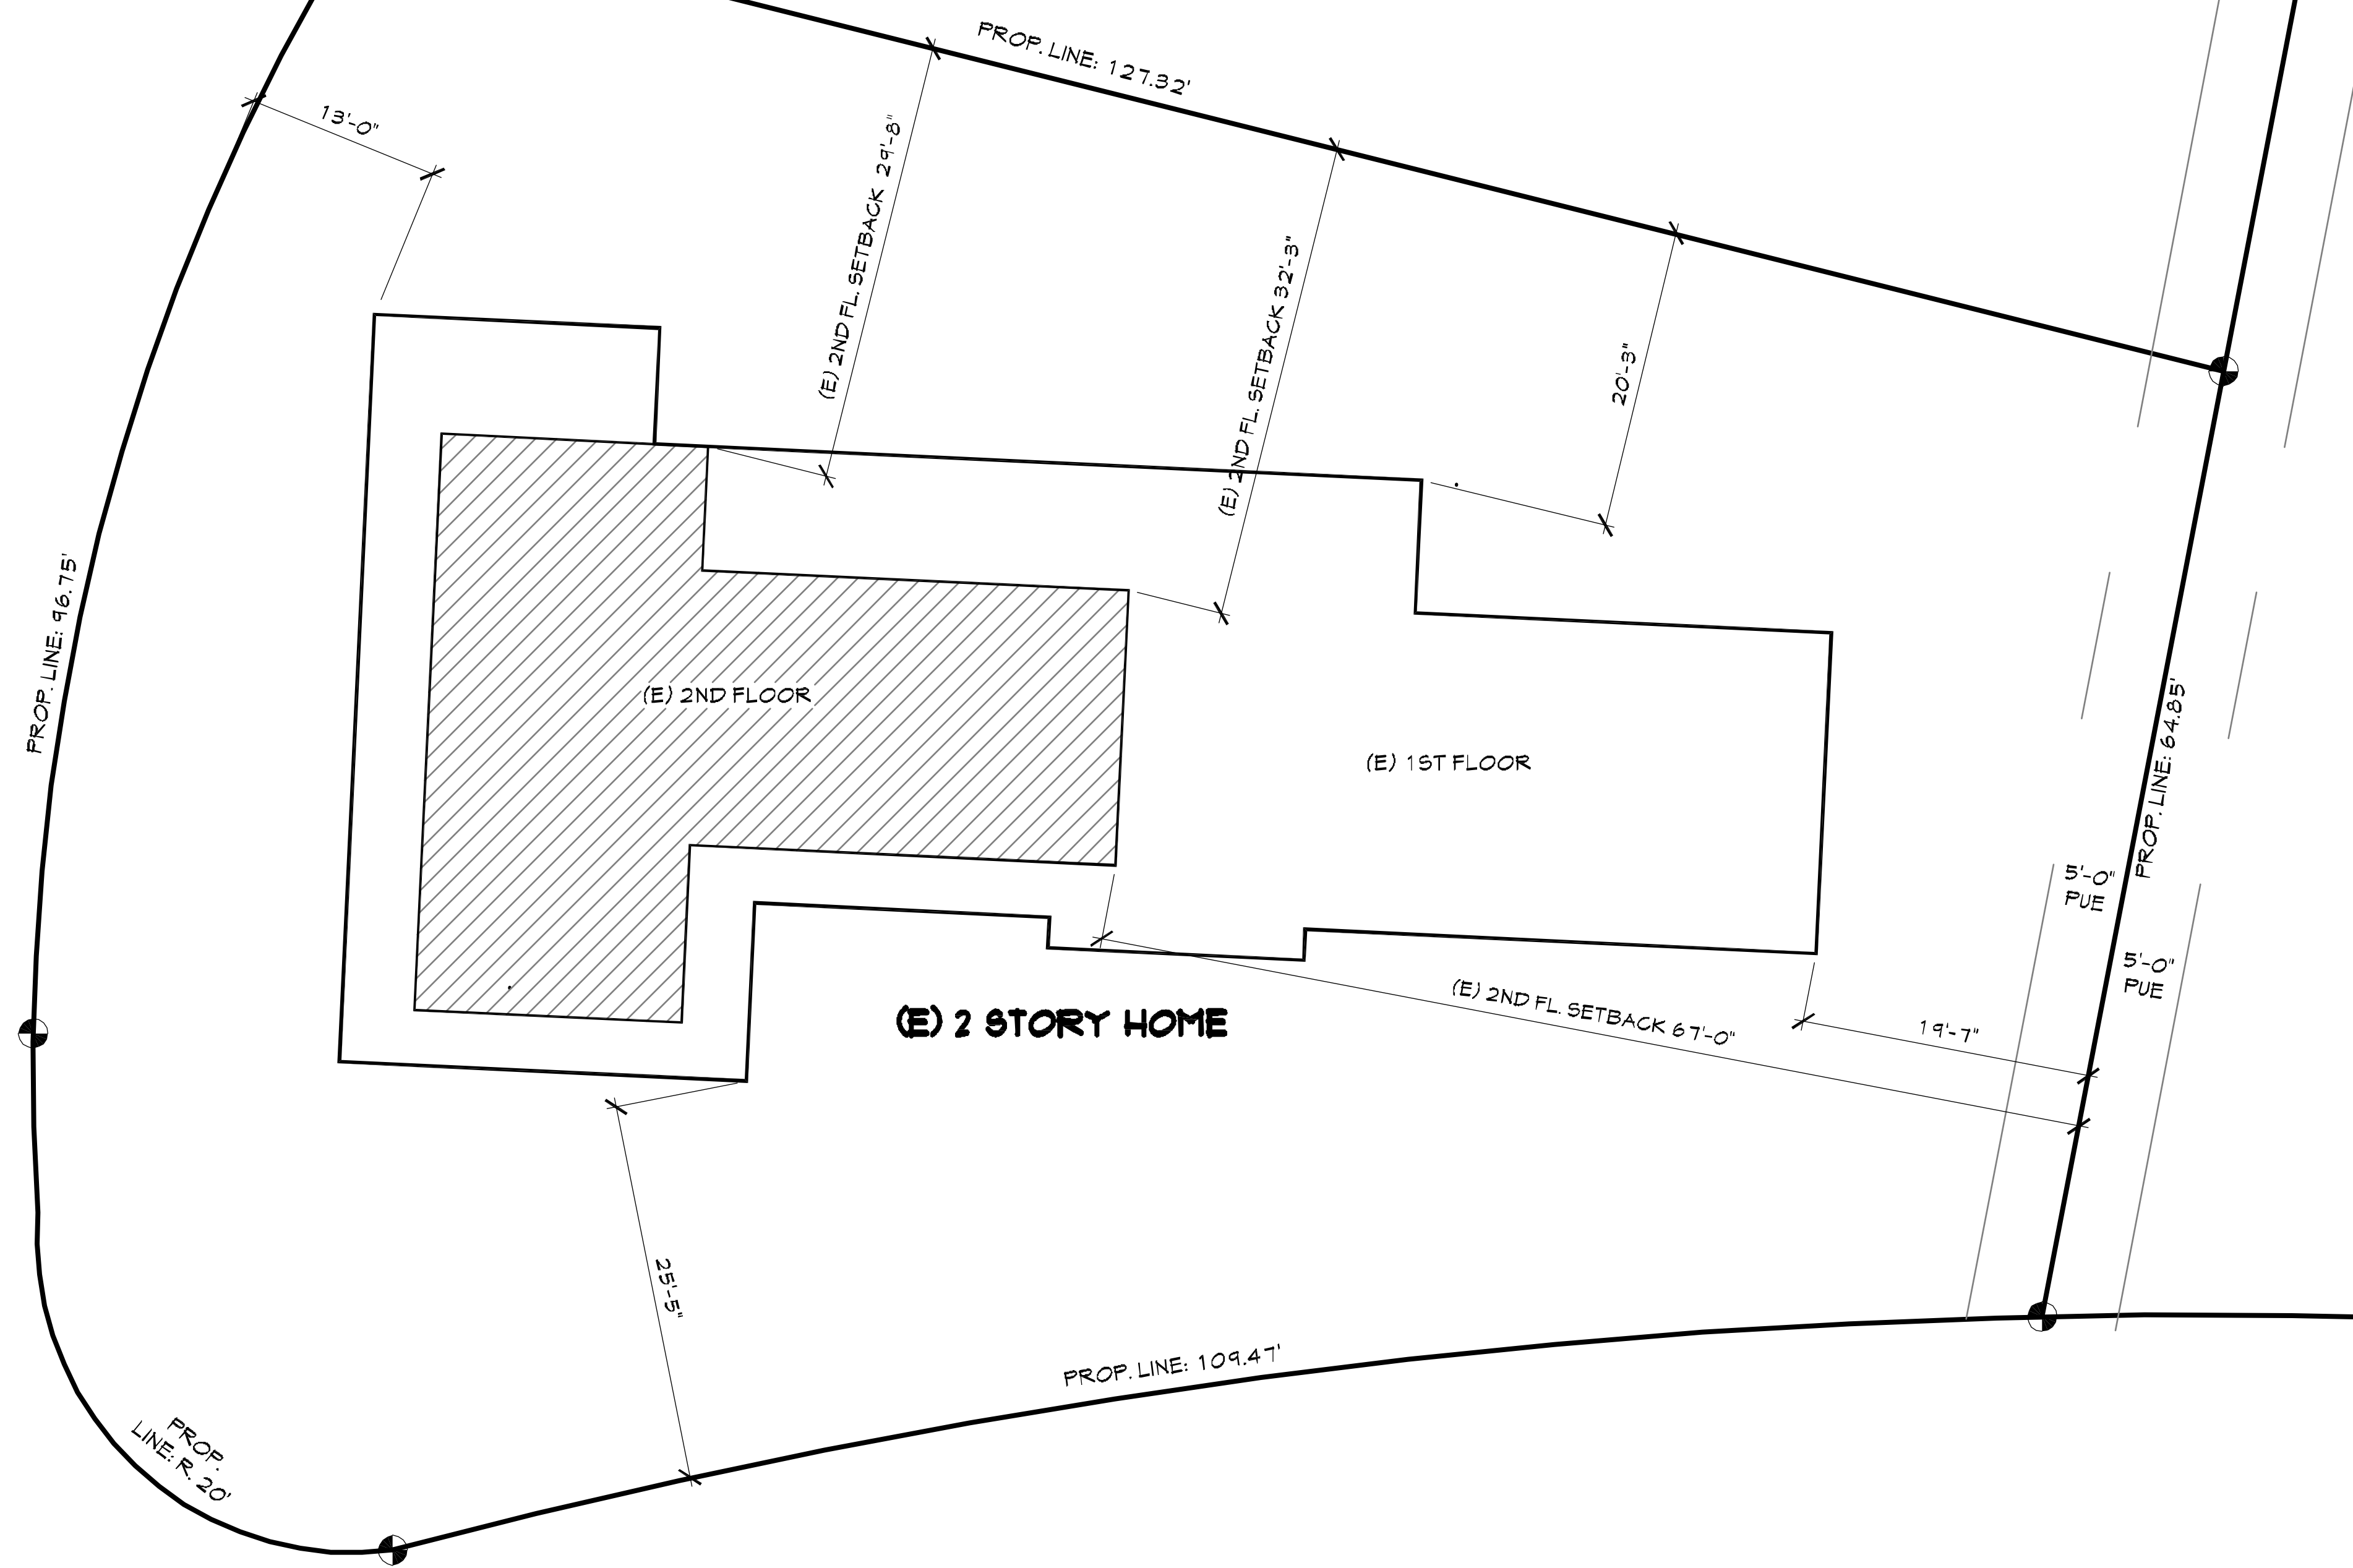 PROP. LINE: 127.32'
13'-0"
(E) 2ND FL. SETBACK 29'-8"
(E) 2ND FL. SETBACK 32'-3"
20'-3"
PROP. LINE: 96.75'
(E) 2ND FLOOR
(E) 1ST FLOOR
PROP. LINE: 64.85'
5'-0"
PUE
5'-0"
PUE
(E) 2ND FL. SETBACK 67'-0"
19'-7"
(E) 2 STORY HOME
25'-5"
PROP. LINE: 109.47'
PROP.
LINE: R. 20'